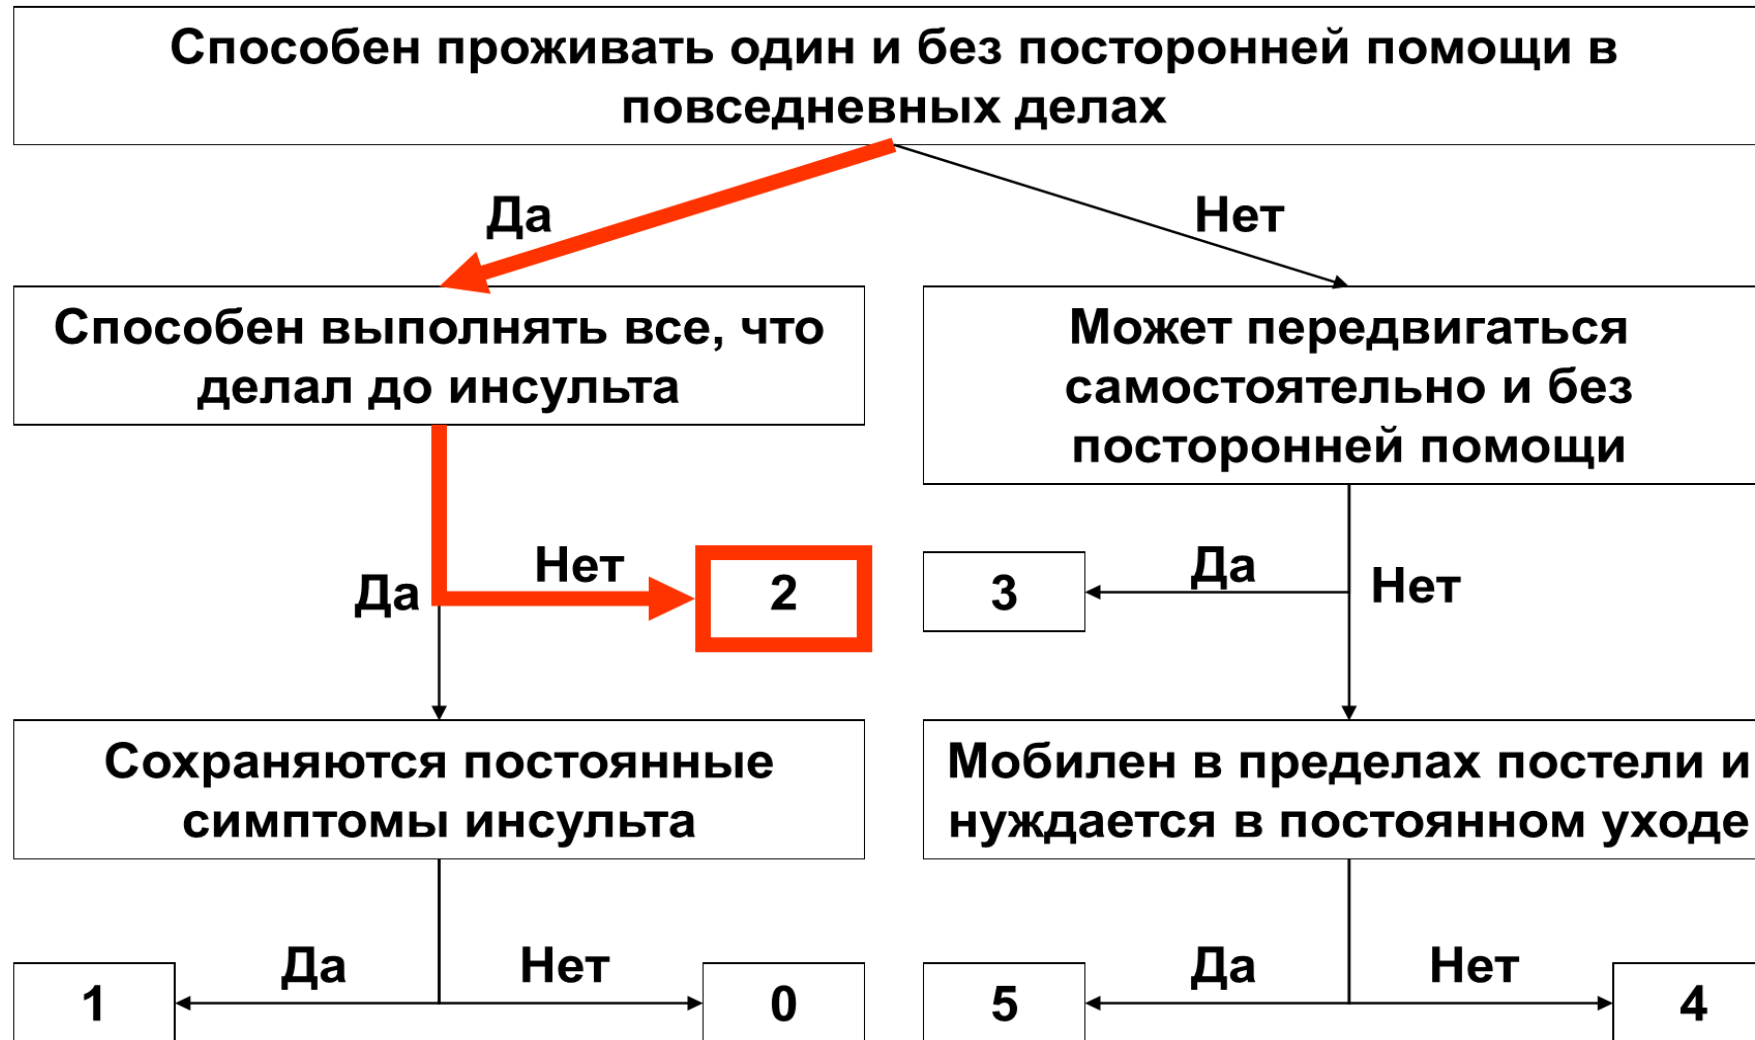 Способен проживать один и без посторонней помощи в
повседневных делах
Да
Нет
Способен выполнять все, что
делал до инсульта
Может передвигаться
самостоятельно и без
посторонней помощи
Да
Нет
2
3
Да
Нет
Сохраняются постоянные
симптомы инсульта
Мобилен в пределах постели и
нуждается в постоянном уходе
1
Да
Нет
0
5
Да
Нет
4